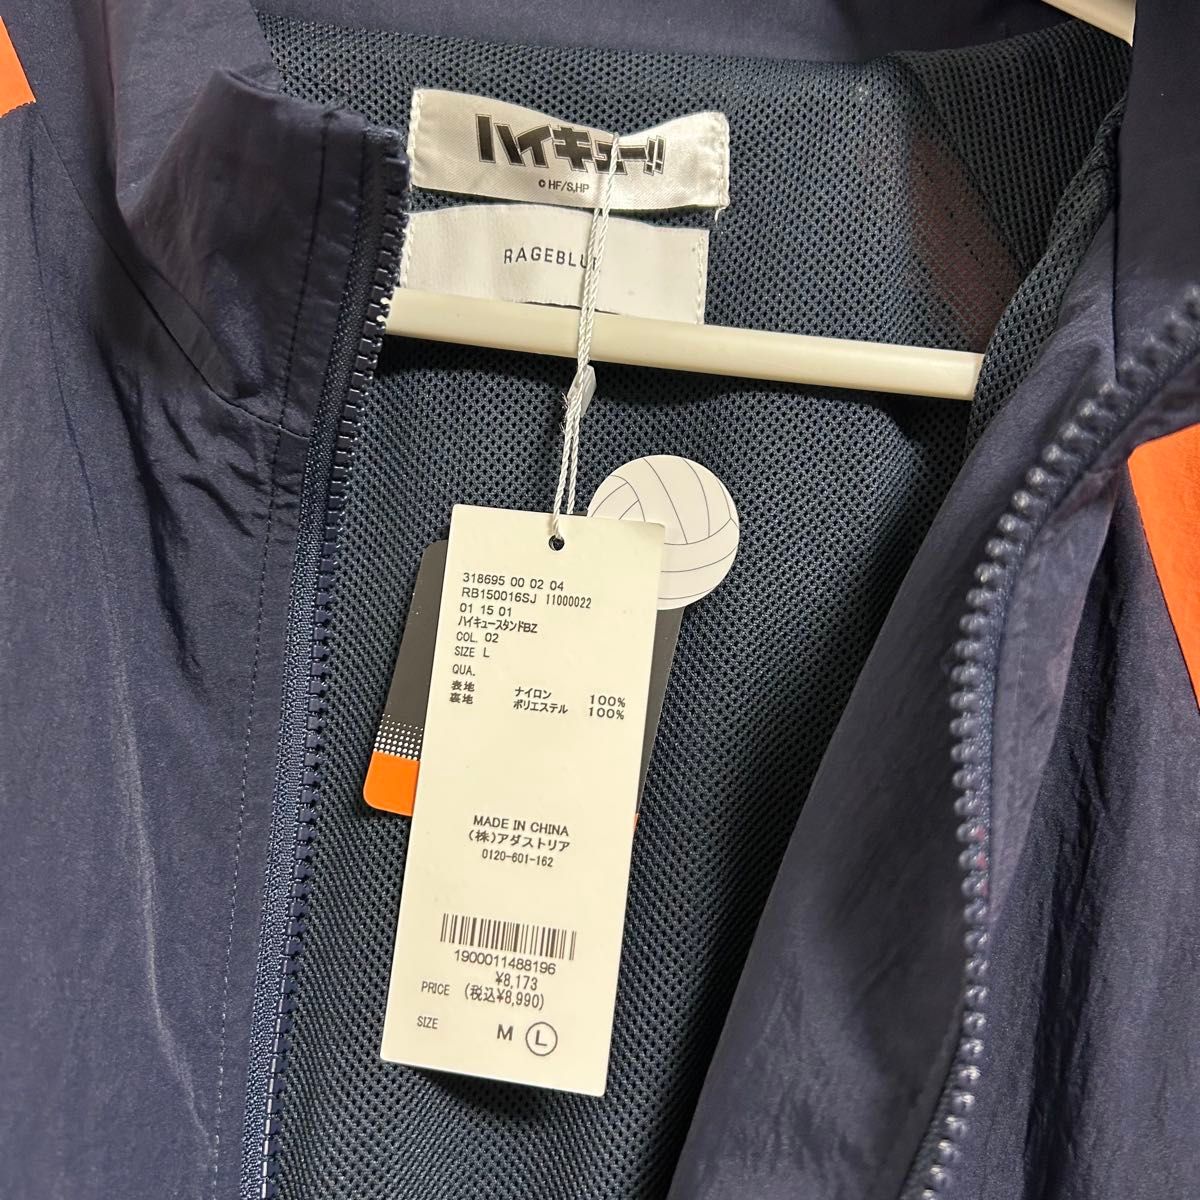 ハイキュー!!
© HF/S,HP
318695 00 02 04
RB150016SJ 11000022
01 15 01
ハイキュースタンドBZ
COL. 02
SIZE L
QUA.
表地 ナイロン 100%
裏地 ポリエステル 100%
MADE IN CHINA
(株)アダストリア
0120-601-162
1900011488196
¥8,173
PRICE (税込¥8,990)
SIZE M L